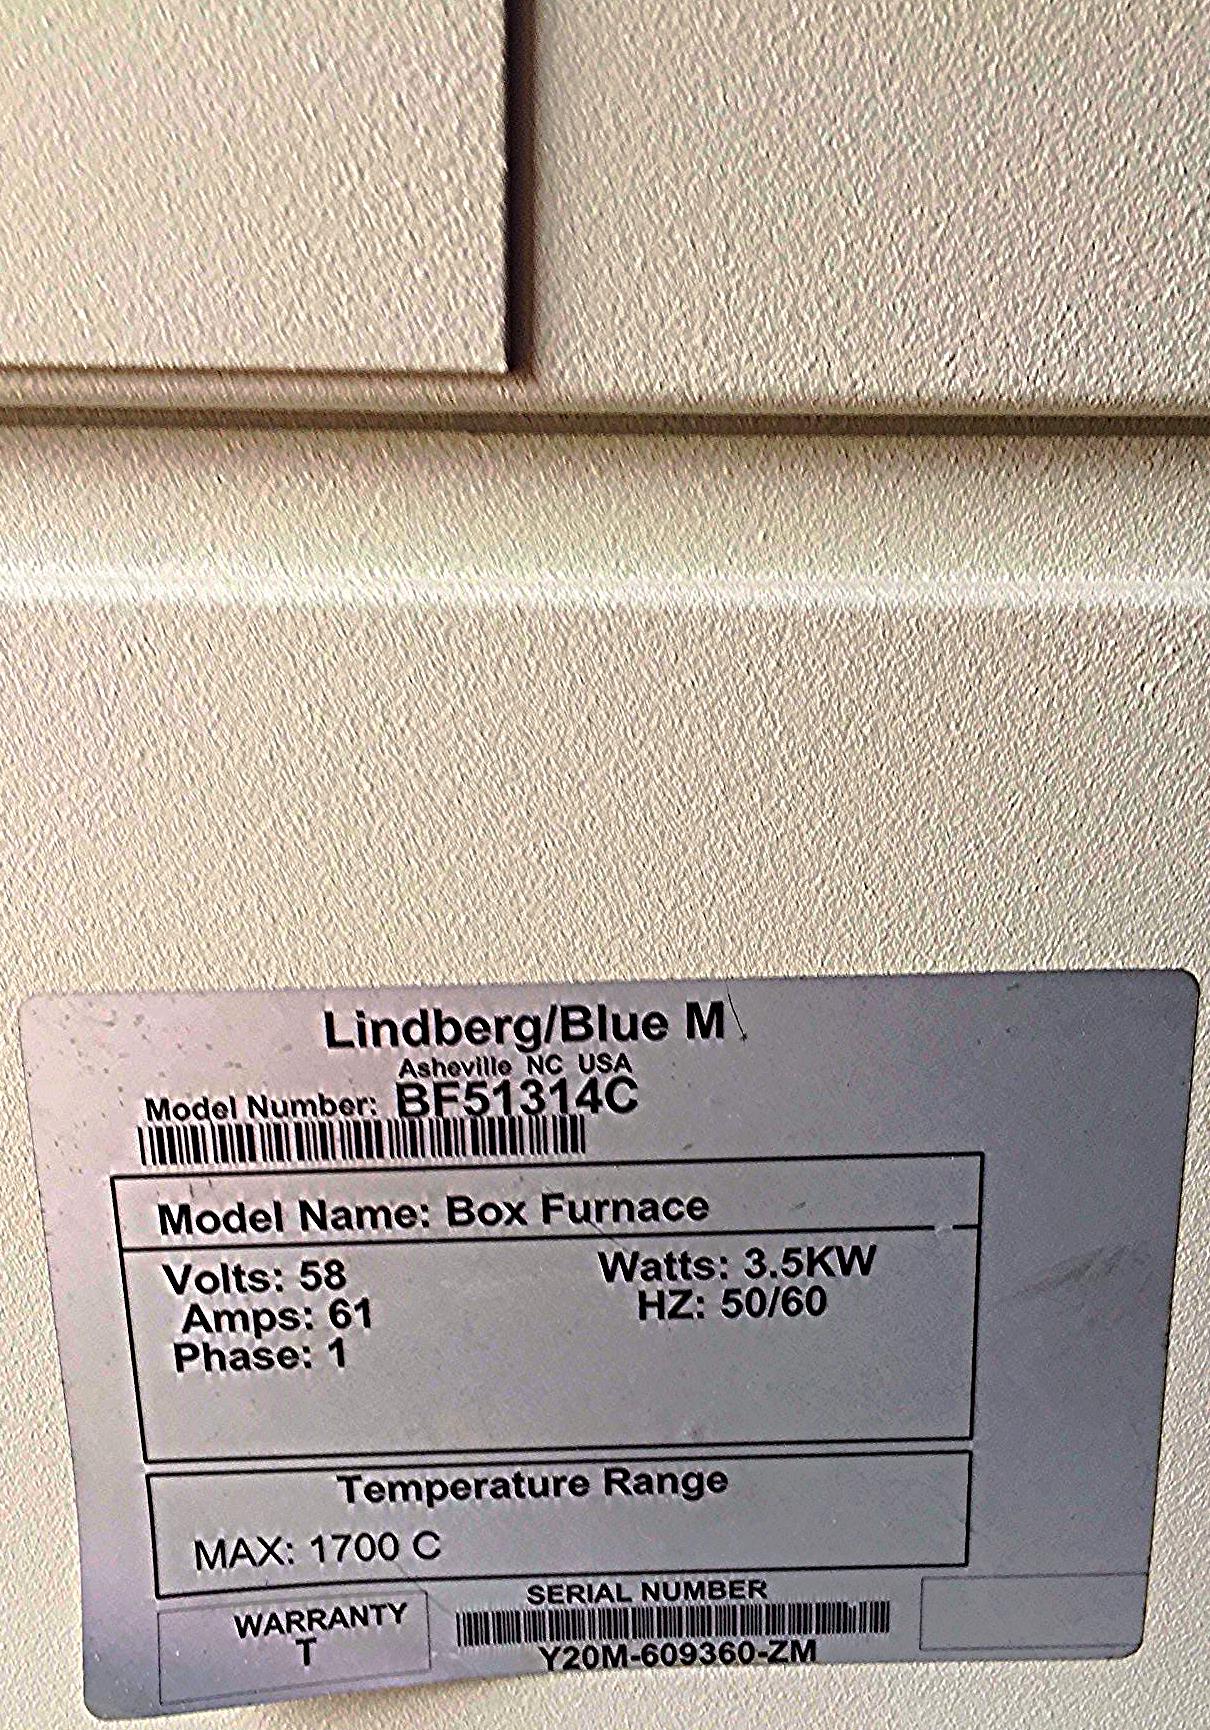 Lindberg/Blue M
Asheville NC USA
Model Number: BF51314C
Model Name: Box Furnace
Volts: 58
Watts: 3.5KW
Amps: 61
HZ: 50/60
Phase: 1
Temperature Range
MAX: 1700 C
WARRANTY
T
SERIAL NUMBER
Y20M-609360-ZM